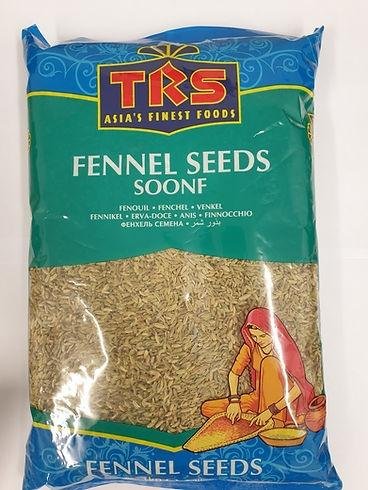 TRS
ASIA'S FINEST FOODS
FENNEL SEEDS
SOONF
FENOUIL • FENCHEL • VENKEL
FENNIKEL • ERVA-DOCE • ANIS • FINNOCCHIO
ФЕНХЕЛЬ СЕМЕНА • بذور شمر
FENNEL SEEDS